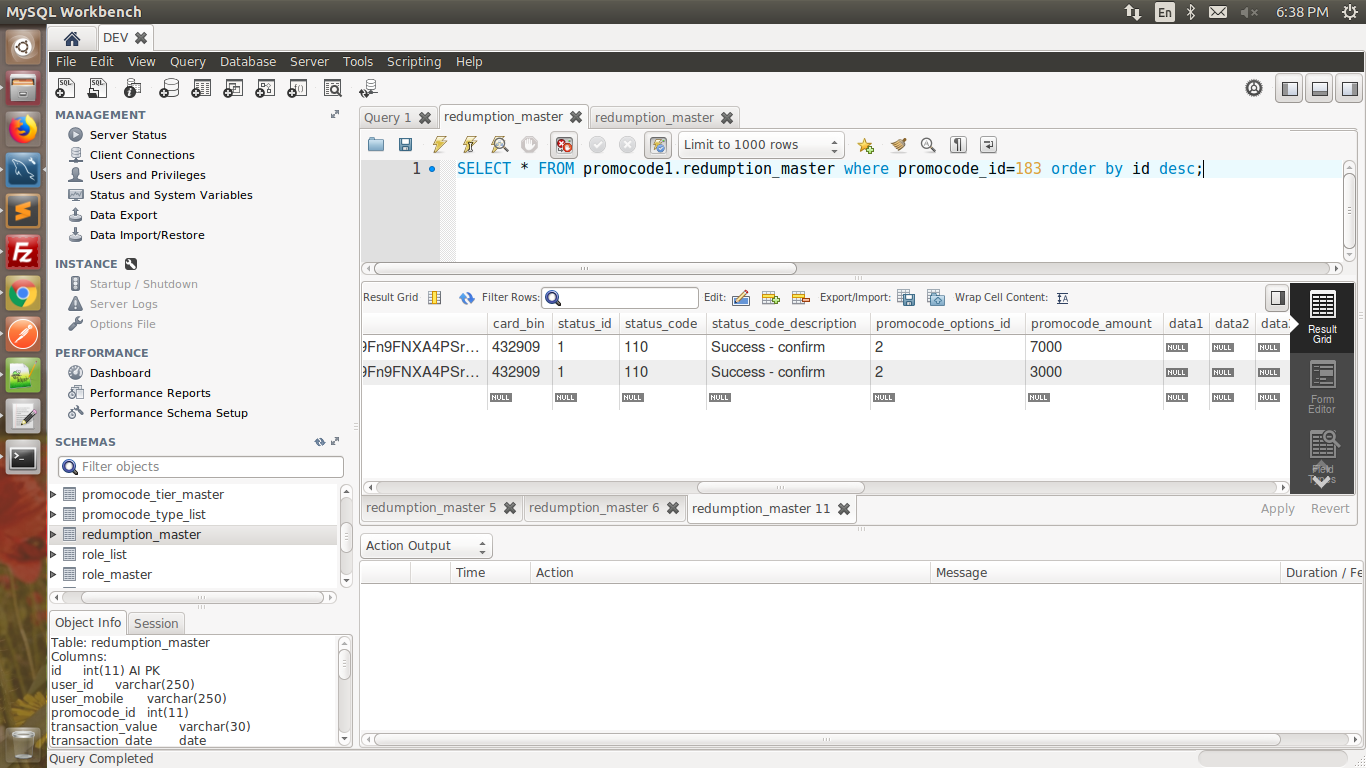 MySQL Workbench
En
6:38 PM
DEV
File Edit View Query Database Server Tools Scripting Help
MANAGEMENT
Server Status
Client Connections
Users and Privileges
Status and System Variables
Data Export
Data Import/Restore
INSTANCE
Startup / Shutdown
Server Logs
Options File
PERFORMANCE
Dashboard
Performance Reports
Performance Schema Setup
SCHEMAS
Filter objects
promocode_tier_master
promocode_type_list
redumption_master
role_list
role_master
Object Info Session
Table: redumption_master
Columns:
id int(11) AI PK
user_id varchar(250)
user_mobile varchar(250)
promocode_id int(11)
transaction_value varchar(30)
transaction_date date
Query 1 redumption_master redumption_master
Limit to 1000 rows
1 SELECT * FROM promocode1.redumption_master where promocode_id=183 order by id desc;
Result Grid Filter Rows: Edit: Export/Import: Wrap Cell Content:
card_bin status_id status_code status_code_description promocode_options_id promocode_amount data1 data2 data
9Fn9FNXA4PSr... 432909 1 110 Success - confirm 2 7000 NULL NULL NULL
9Fn9FNXA4PSr... 432909 1 110 Success - confirm 2 3000 NULL NULL NULL
NULL NULL NULL NULL NULL NULL NULL NULL NULL
Result
Grid
Form
Editor
Field
Types
redumption_master 5 redumption_master 6 redumption_master 11 Apply Revert
Action Output
Time Action Message Duration / Fe
Query Completed